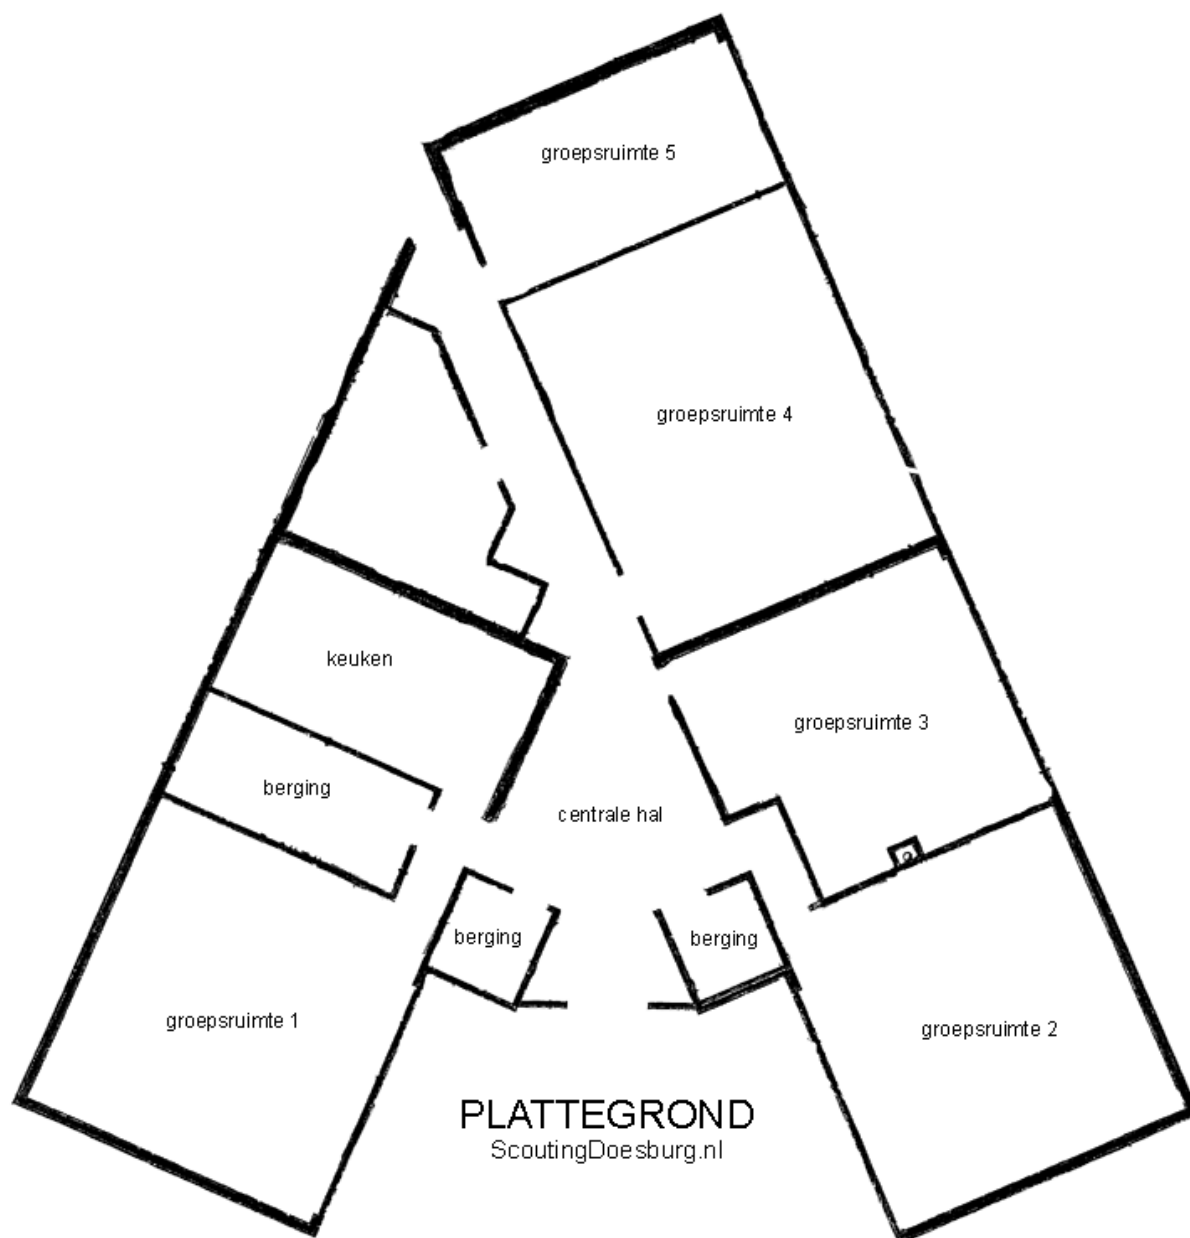 groepsruimte 5
groepsruimte 4
keuken
groepsruimte 3
berging
centrale hal
berging
berging
groepsruimte 1
groepsruimte 2
PLATTEGROND
ScoutingDoesburg.nl